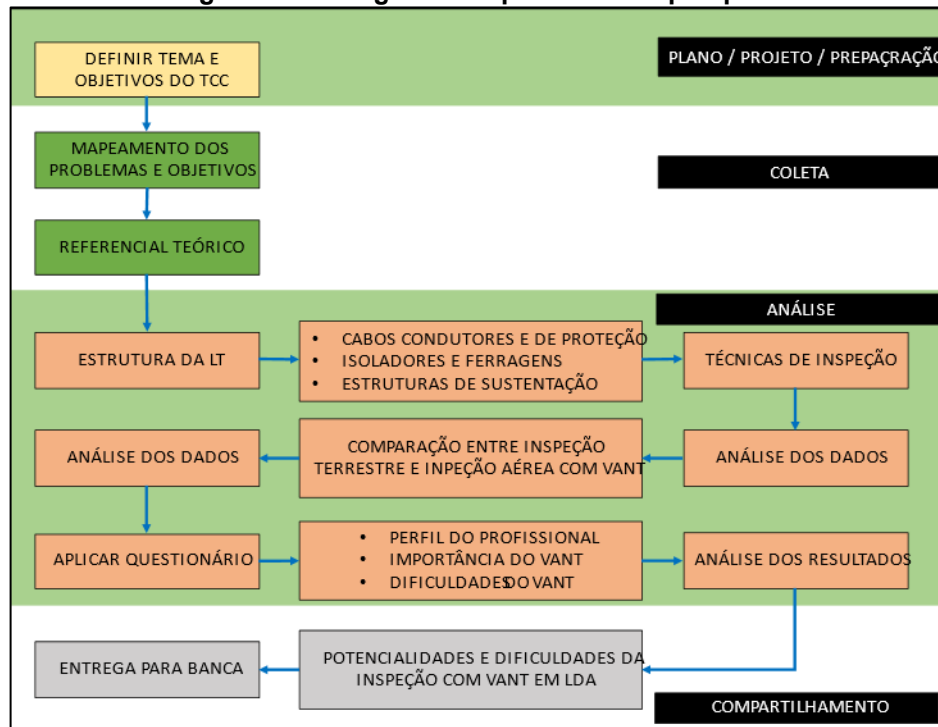 DEFINIR TEMA E
OBJETIVOS DO TCC
PLANO / PROJETO / PREPAÇRAÇÃO
MAPEAMENTO DOS
PROBLEMAS E OBJETIVOS
COLETA
REFERENCIAL TEÓRICO
ANÁLISE
ESTRUTURA DA LT
• CABOS CONDUTORES E DE PROTEÇÃO
• ISOLADORES E FERRAGENS
• ESTRUTURAS DE SUSTENTAÇÃO
TÉCNICAS DE INSPEÇÃO
ANÁLISE DOS DADOS
COMPARAÇÃO ENTRE INSPEÇÃO
TERRESTRE E INPEÇÃO AÉREA COM VANT
ANÁLISE DOS DADOS
APLICAR QUESTIONÁRIO
• PERFIL DO PROFISSIONAL
• IMPORTÂNCIA DO VANT
• DIFICULDADES DO VANT
ANÁLISE DOS RESULTADOS
ENTREGA PARA BANCA
POTENCIALIDADES E DIFICULDADES DA
INSPEÇÃO COM VANT EM LDA
COMPARTILHAMENTO